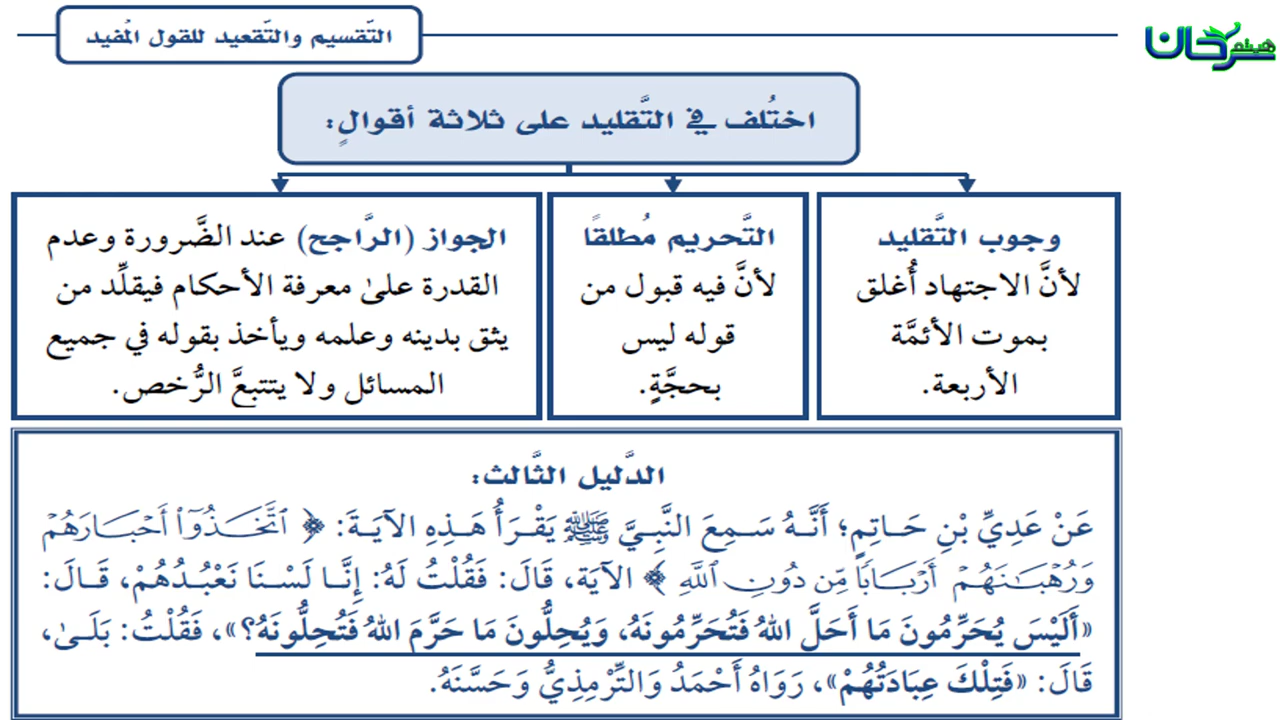 التّقسيم والتّقعيد للقول المُفيد
هيثم سرحان
اختُلف في التَّقليد على ثلاثة أقوالٍ:
وجوب التَّقليد
لأنَّ الاجتهاد أُغلق
بموت الأئمَّة
الأربعة.
التَّحريم مُطلقًا
لأنَّ فيه قبول من
قوله ليس
بحجَّةٍ.
الجواز (الرَّاجح) عند الضَّرورة وعدم
القدرة علىٰ معرفة الأحكام فيقلِّد من
يثق بدينه وعلمه ويأخذ بقوله في جميع
المسائل ولا يتتبعَّ الرُّخص.
الدَّليل الثَّالث:
عَنْ عَدِيِّ بْنِ حَاتِمٍ؛ أَنَّهُ سَمِعَ النَّبِيَّ ﷺ يَقْرَأُ هَذِهِ الآيَةَ: ﴿ ٱتَّخَذُوٓاْ أَحْبَارَهُمْ
وَرُهْبَٰنَهُمْ أَرْبَابًا مِّن دُونِ ٱللَّهِ ﴾ الآيَة، قَالَ: فَقُلْتُ لَهُ: إِنَّا لَسْنَا نَعْبُدُهُمْ، قَالَ:
«أَلَيْسَ يُحَرِّمُونَ مَا أَحَلَّ اللهُ فَتُحَرِّمُونَهُ، وَيُحِلُّونَ مَا حَرَّمَ اللهُ فَتُحِلُّونَهُ؟»، فَقُلْتُ: بَلَىٰ،
قَالَ: «فَتِلْكَ عِبَادَتُهُمْ»، رَوَاهُ أَحْمَدُ وَالتِّرْمِذِيُّ وَحَسَّنَهُ.